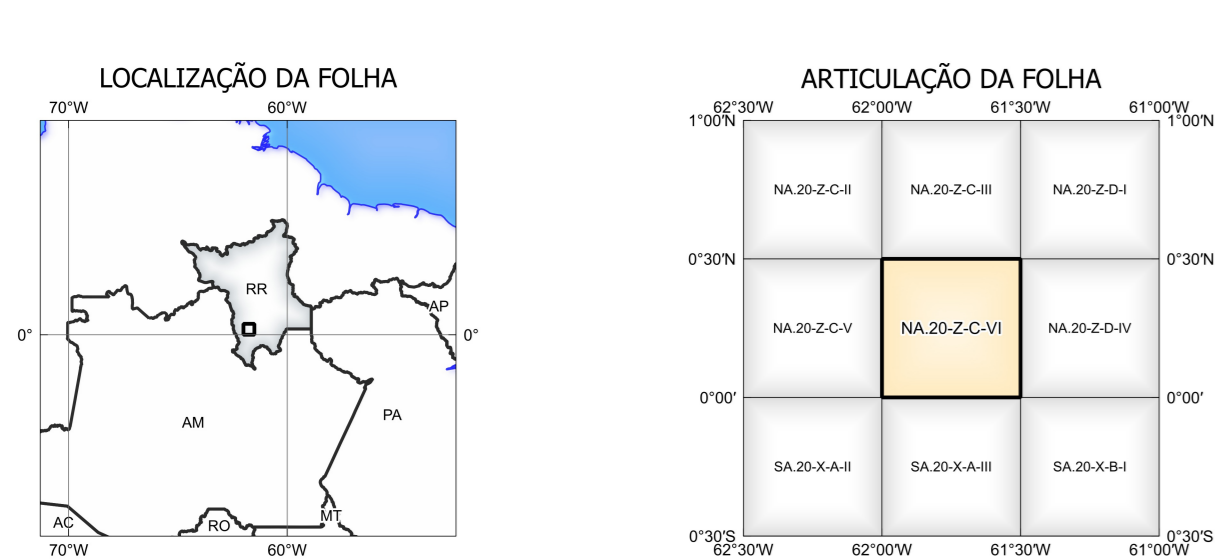 LOCALIZAÇÃO DA FOLHA
70°W 60°W
RR
AP
0° 0°
AM
PA
AC
RO
MT
70°W 60°W
ARTICULAÇÃO DA FOLHA
62°30'W 62°00'W 61°30'W 61°00'W
1°00'N 1°00'N
NA.20-Z-C-II NA.20-Z-C-III NA.20-Z-D-I
0°30'N 0°30'N
NA.20-Z-C-V NA.20-Z-C-VI NA.20-Z-D-IV
0°00' 0°00'
SA.20-X-A-II SA.20-X-A-III SA.20-X-B-I
0°30'S 0°30'S
62°30'W 62°00'W 61°30'W 61°00'W